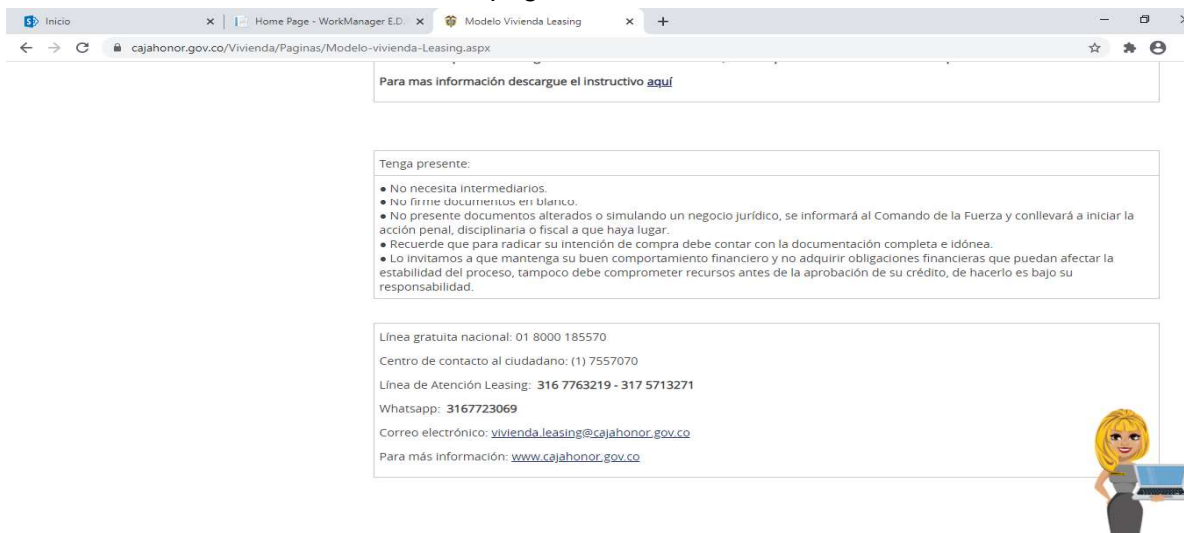 Inicio
Home Page - WorkManager E.D.
Modelo Vivienda Leasing
cajahonor.gov.co/Vivienda/Paginas/Modelo-vivienda-Leasing.aspx
Para mas información descargue el instructivo aquí
Tenga presente:
• No necesita intermediarios.
• No firme documentos en blanco.
• No presente documentos alterados o simulando un negocio jurídico, se informará al Comando de la Fuerza y conllevará a iniciar la
acción penal, disciplinaria o fiscal a que haya lugar.
• Recuerde que para radicar su intención de compra debe contar con la documentación completa e idónea.
• Lo invitamos a que mantenga su buen comportamiento financiero y no adquirir obligaciones financieras que puedan afectar la
estabilidad del proceso, tampoco debe comprometer recursos antes de la aprobación de su crédito, de hacerlo es bajo su
responsabilidad.
Línea gratuita nacional: 01 8000 185570
Centro de contacto al ciudadano: (1) 7557070
Línea de Atención Leasing: 316 7763219 - 317 5713271
Whatsapp: 3167723069
Correo electrónico: vivienda.leasing@cajahonor.gov.co
Para más información: www.cajahonor.gov.co